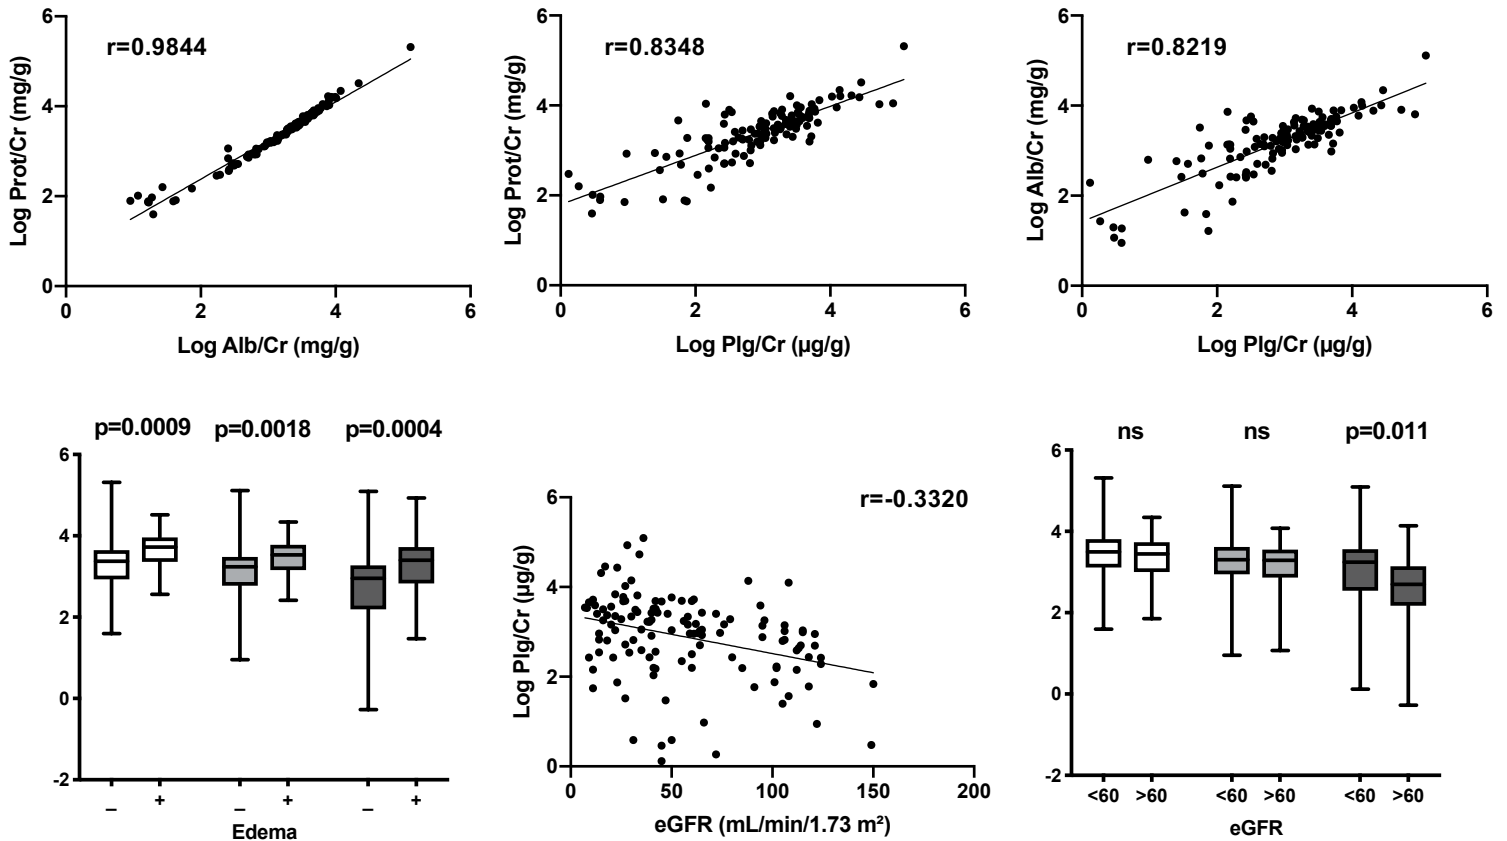 r=0.9844
Log Prot/Cr (mg/g)
6
4
2
0
0 2 4 6
Log Alb/Cr (mg/g)
r=0.8348
Log Prot/Cr (mg/g)
6
4
2
0
0 2 4 6
Log Plg/Cr (µg/g)
r=0.8219
Log Alb/Cr (mg/g)
6
4
2
0
0 2 4 6
Log Plg/Cr (µg/g)
p=0.0009 p=0.0018 p=0.0004
6
4
2
0
-2
– + – + – +
Edema
r=-0.3320
Log Plg/Cr (µg/g)
6
4
2
0
0 50 100 150 200
eGFR (mL/min/1.73 m²)
ns ns p=0.011
6
4
2
0
-2
<60 >60 <60 >60 <60 >60
eGFR